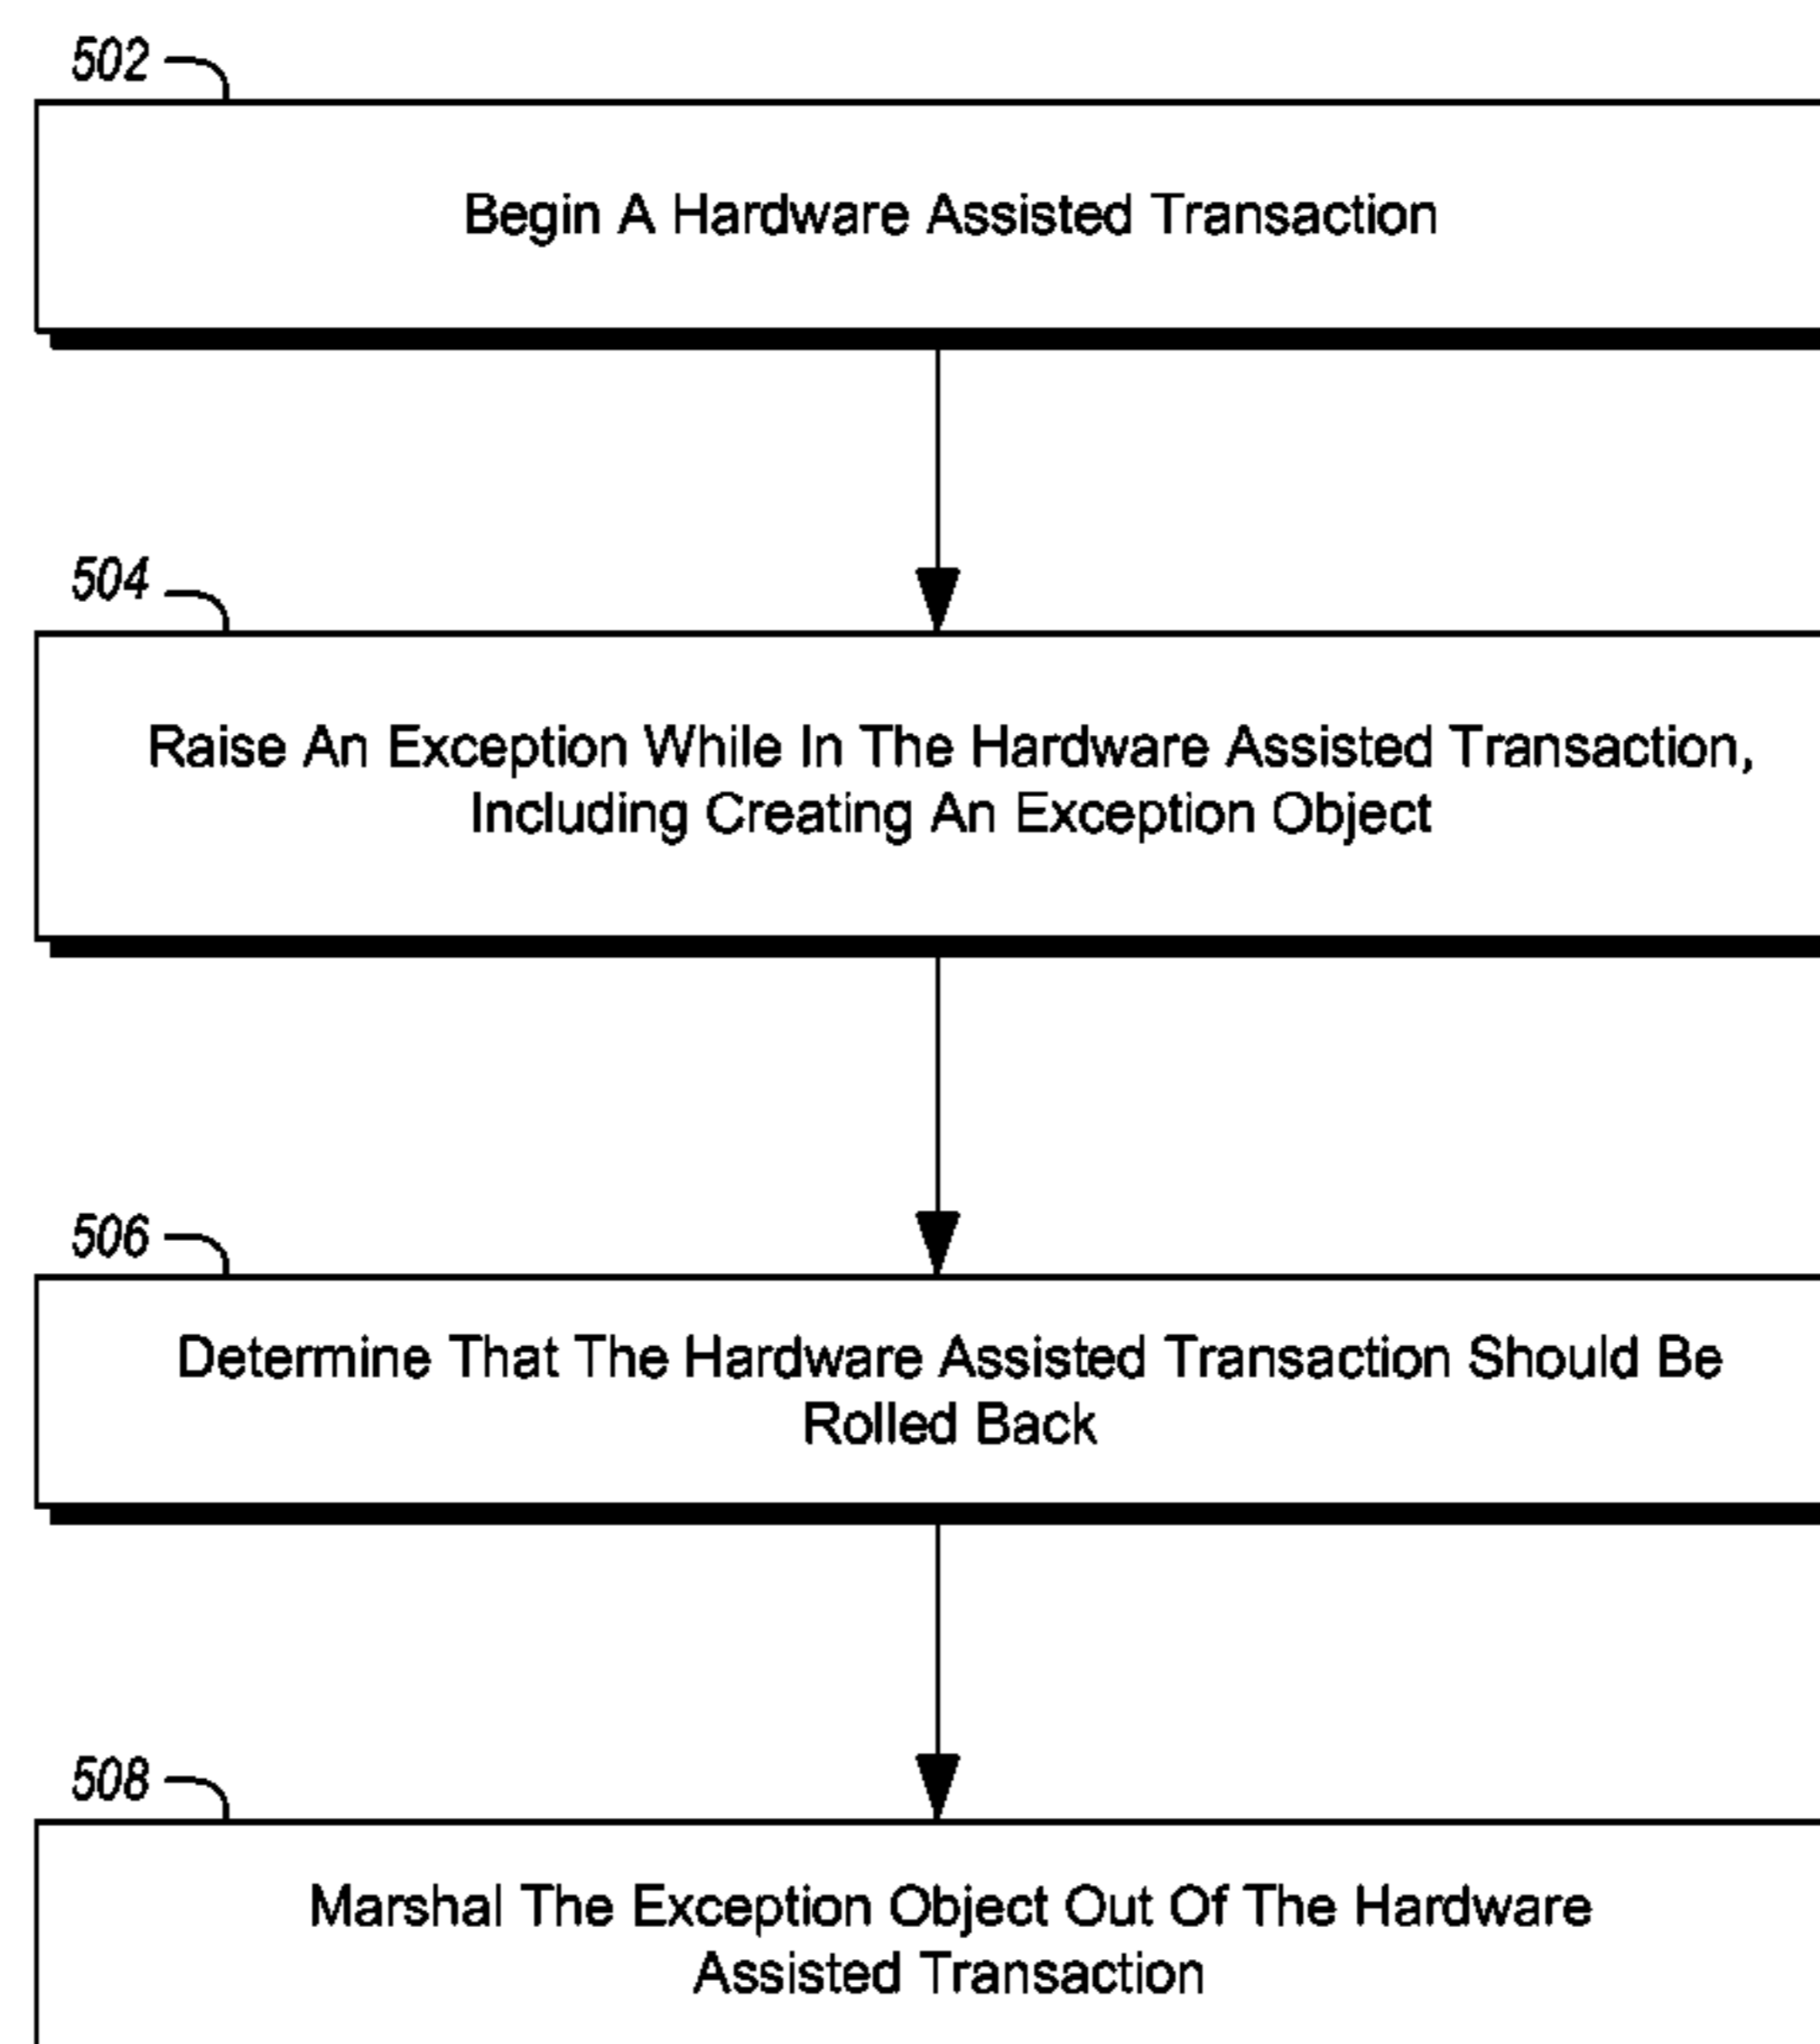 502
Begin A Hardware Assisted Transaction
504
Raise An Exception While In The Hardware Assisted Transaction,
Including Creating An Exception Object
506
Determine That The Hardware Assisted Transaction Should Be
Rolled Back
508
Marshal The Exception Object Out Of The Hardware
Assisted Transaction